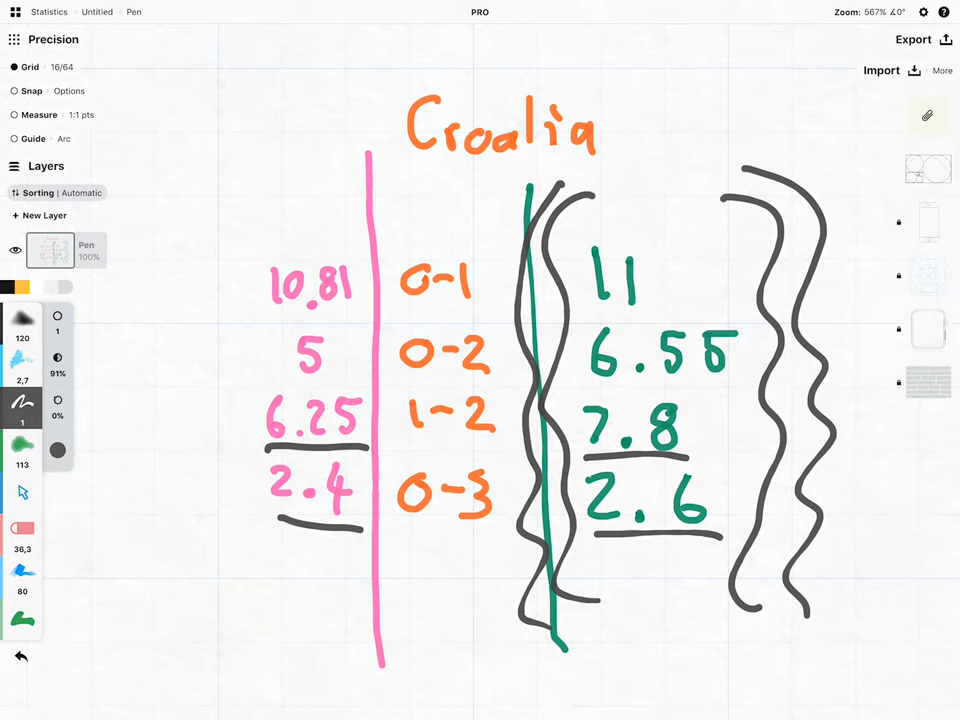 Statistics › Untitled › Pen
PRO
Zoom: 567% ∡0°
Precision
Export
Grid › 16/64
Import
More
Snap › Options
Measure › 1:1 pts
Guide › Arc
Layers
Sorting | Automatic
+ New Layer
Pen
100%
Croalia
10.81 0-1 11
5 0-2 6.55
6.25 1-2 7.8
2.4 0-3 2.6
120
2,7
1
113
36,3
80
1
91%
0%